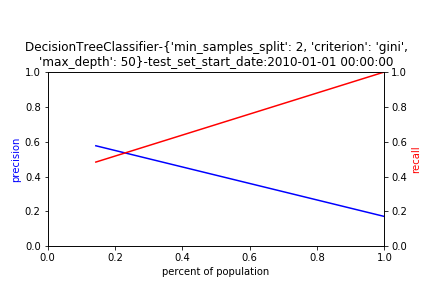 DecisionTreeClassifier-{'min_samples_split': 2, 'criterion': 'gini',
'max_depth': 50}-test_set_start_date:2010-01-01 00:00:00
1.0
0.8
0.6
0.4
0.2
0.0
precision
1.0
0.8
0.6
0.4
0.2
0.0
recall
0.0 0.2 0.4 0.6 0.8 1.0
percent of population